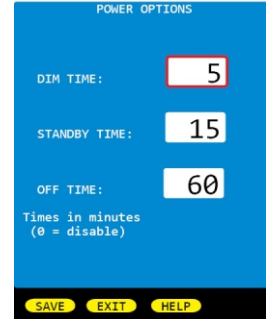 POWER OPTIONS
DIM TIME: 5
STANDBY TIME: 15
OFF TIME: 60
Times in minutes
(0 = disable)
SAVE EXIT HELP